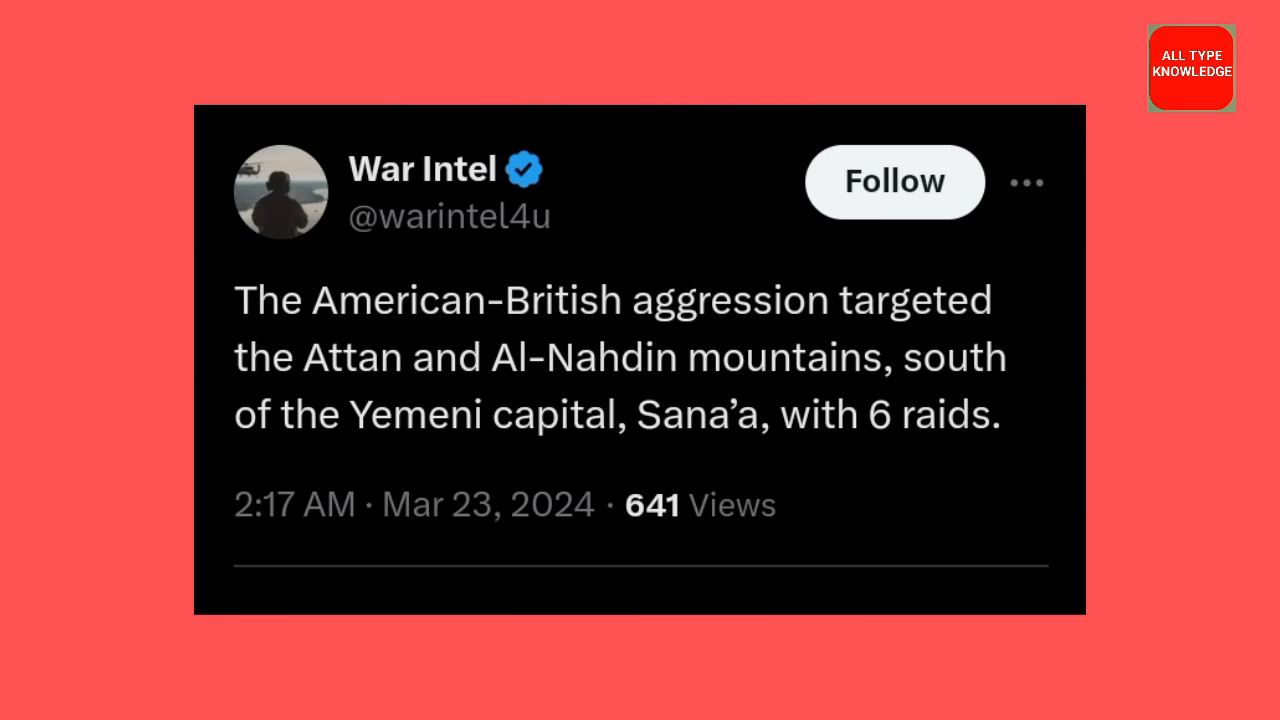 ALL TYPE
KNOWLEDGE
War Intel
@warintel4u
Follow
The American-British aggression targeted
the Attan and Al-Nahdin mountains, south
of the Yemeni capital, Sana’a, with 6 raids.
2:17 AM · Mar 23, 2024 · 641 Views